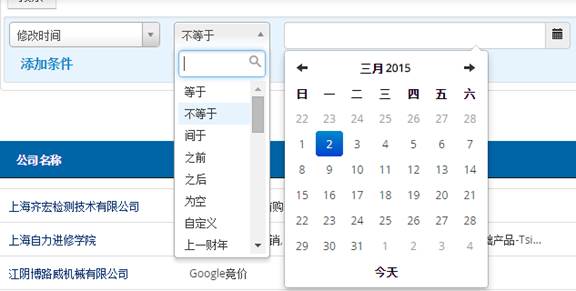 修改时间
不等于
添加条件
等于
不等于
间于
之前
之后
为空
自定义
上一财年
三月 2015
日 一 二 三 四 五 六
22 23 24 25 26 27 28
1 2 3 4 5 6 7
8 9 10 11 12 13 14
15 16 17 18 19 20 21
22 23 24 25 26 27 28
29 30 31 1 2 3 4
今天
公司名称
上海齐宏检测技术有限公司
购
上海自力进修学院
销,
础产品-Tsi...
江阴博路威机械有限公司
Google竞价